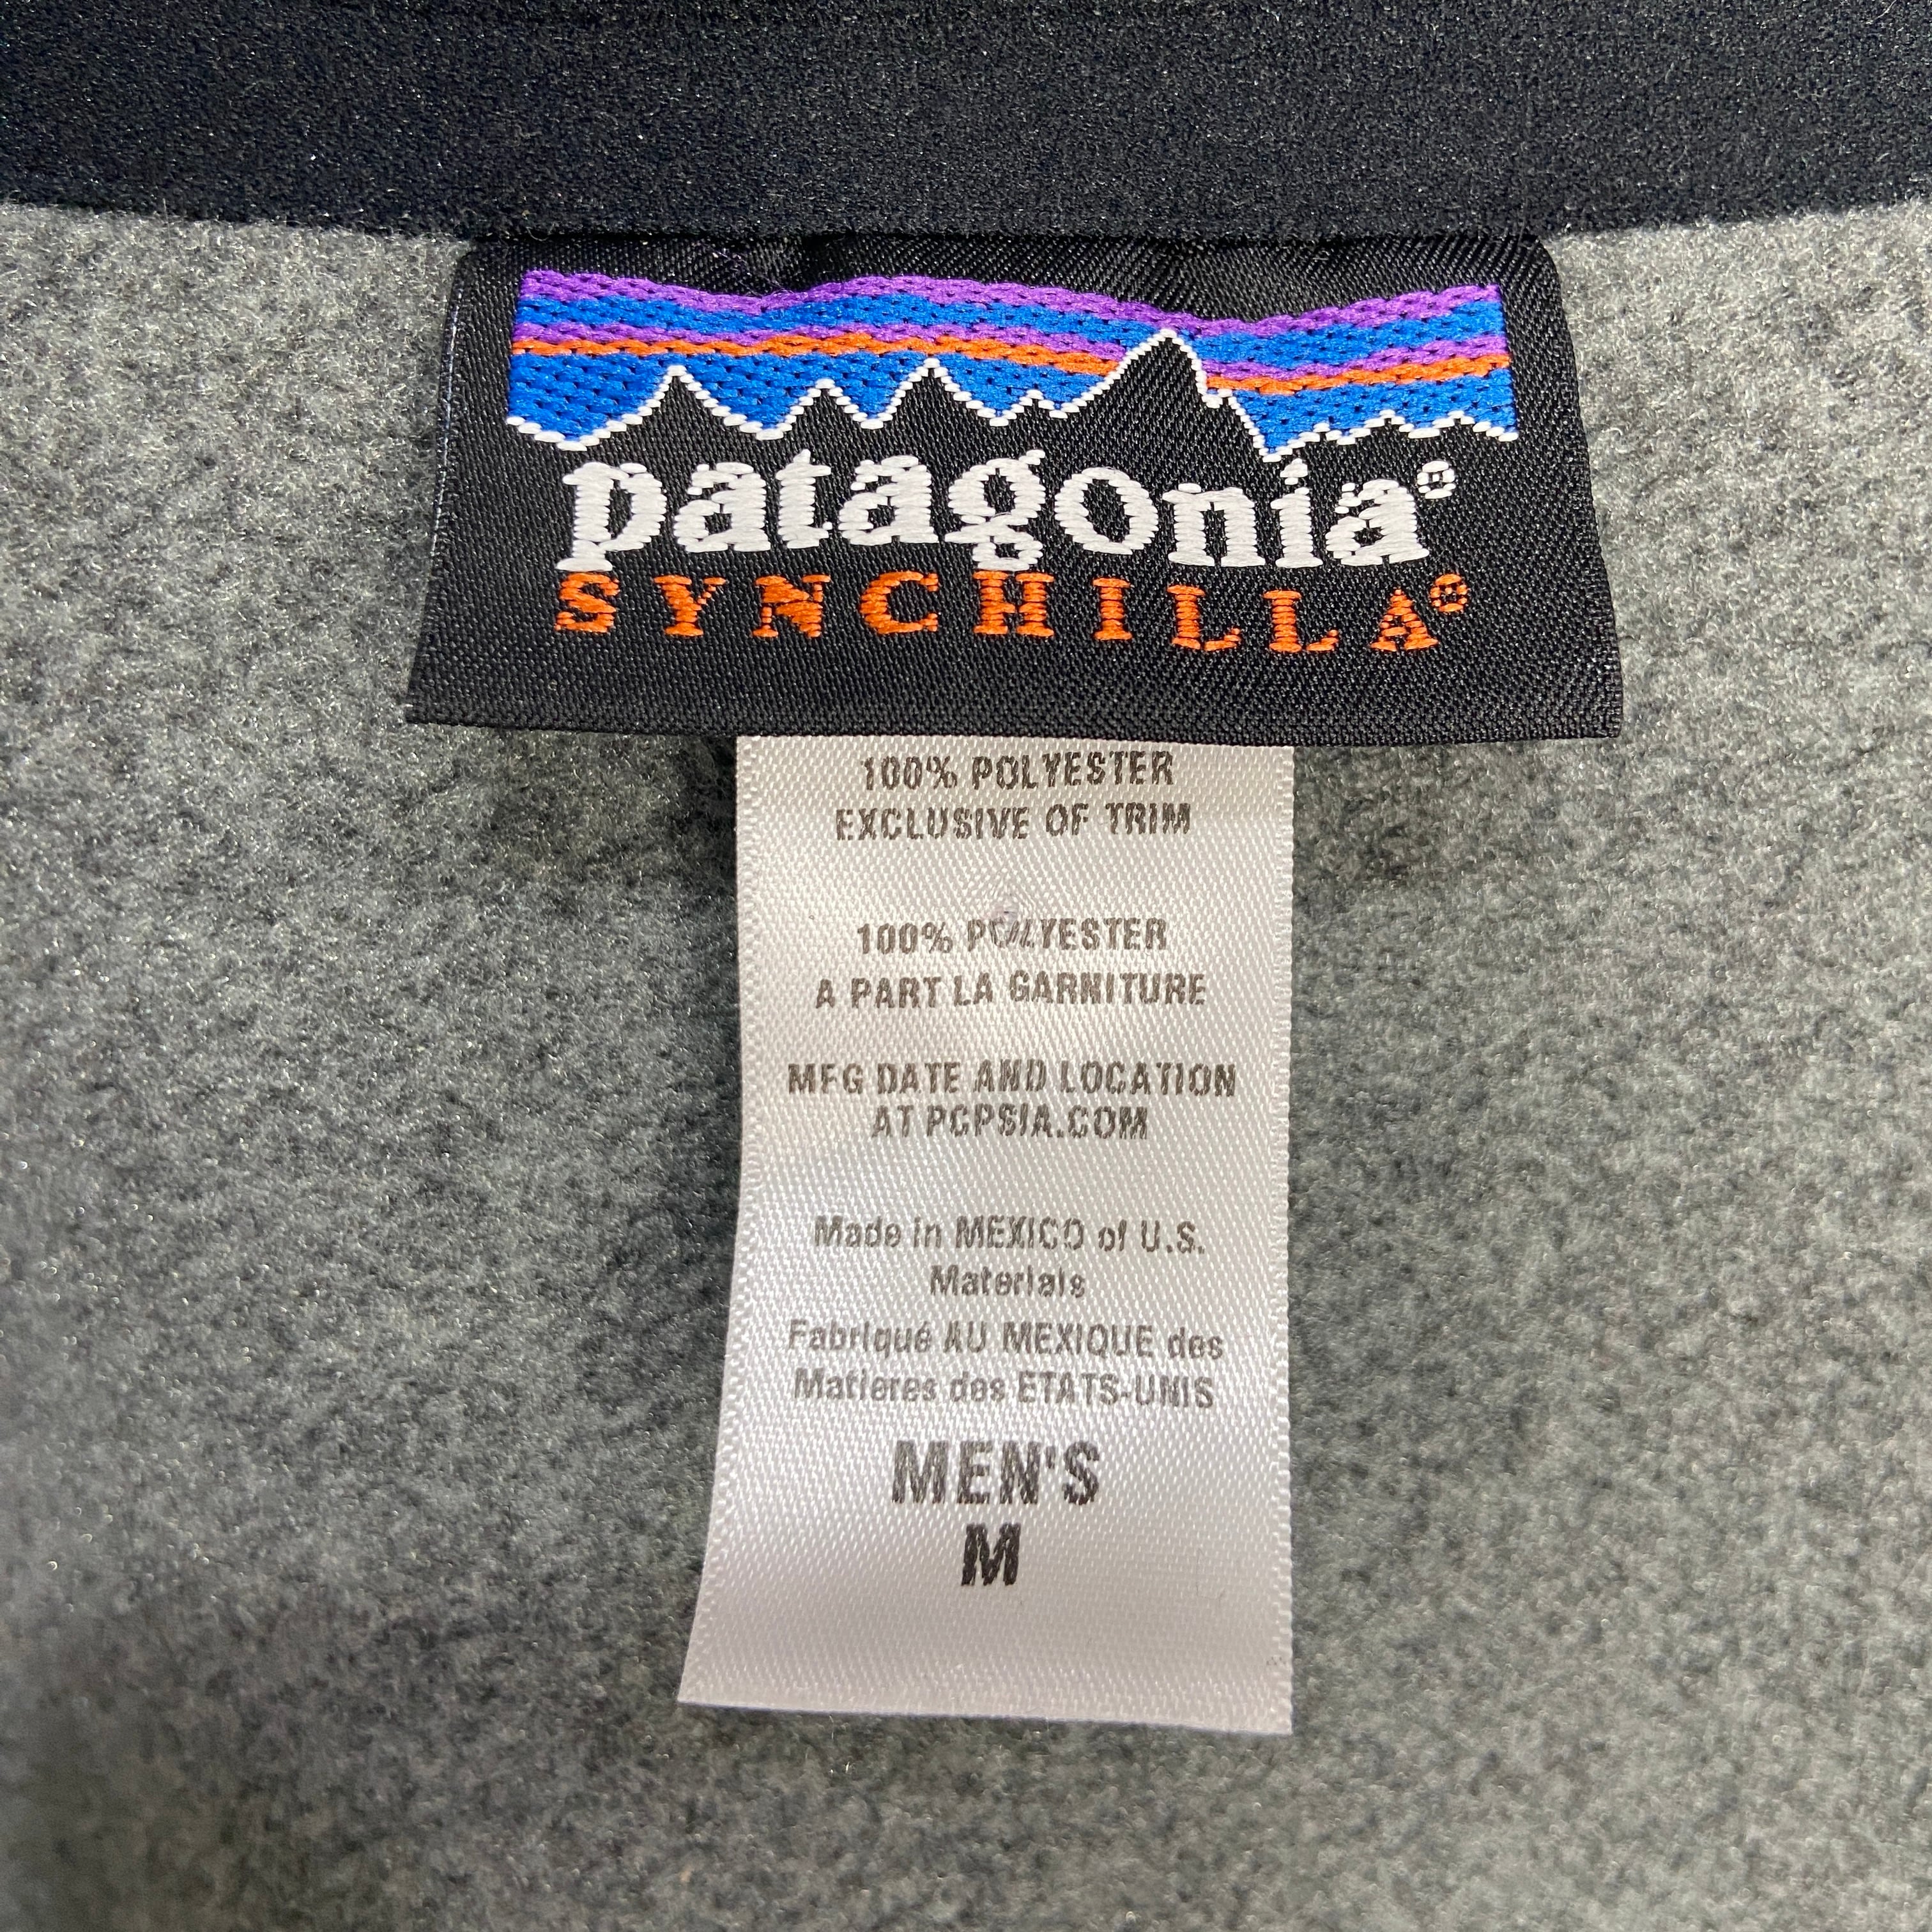 patagonia®
SYNCHILLA®
100% POLYESTER
EXCLUSIVE OF TRIM
100% POLYESTER
A PART LA GARNITURE
MFG DATE AND LOCATION
AT PCPSIA.COM
Made in MEXICO of U.S.
Materials
Fabriqué AU MEXIQUE des
Matieres des ETATS-UNIS
MEN'S
M